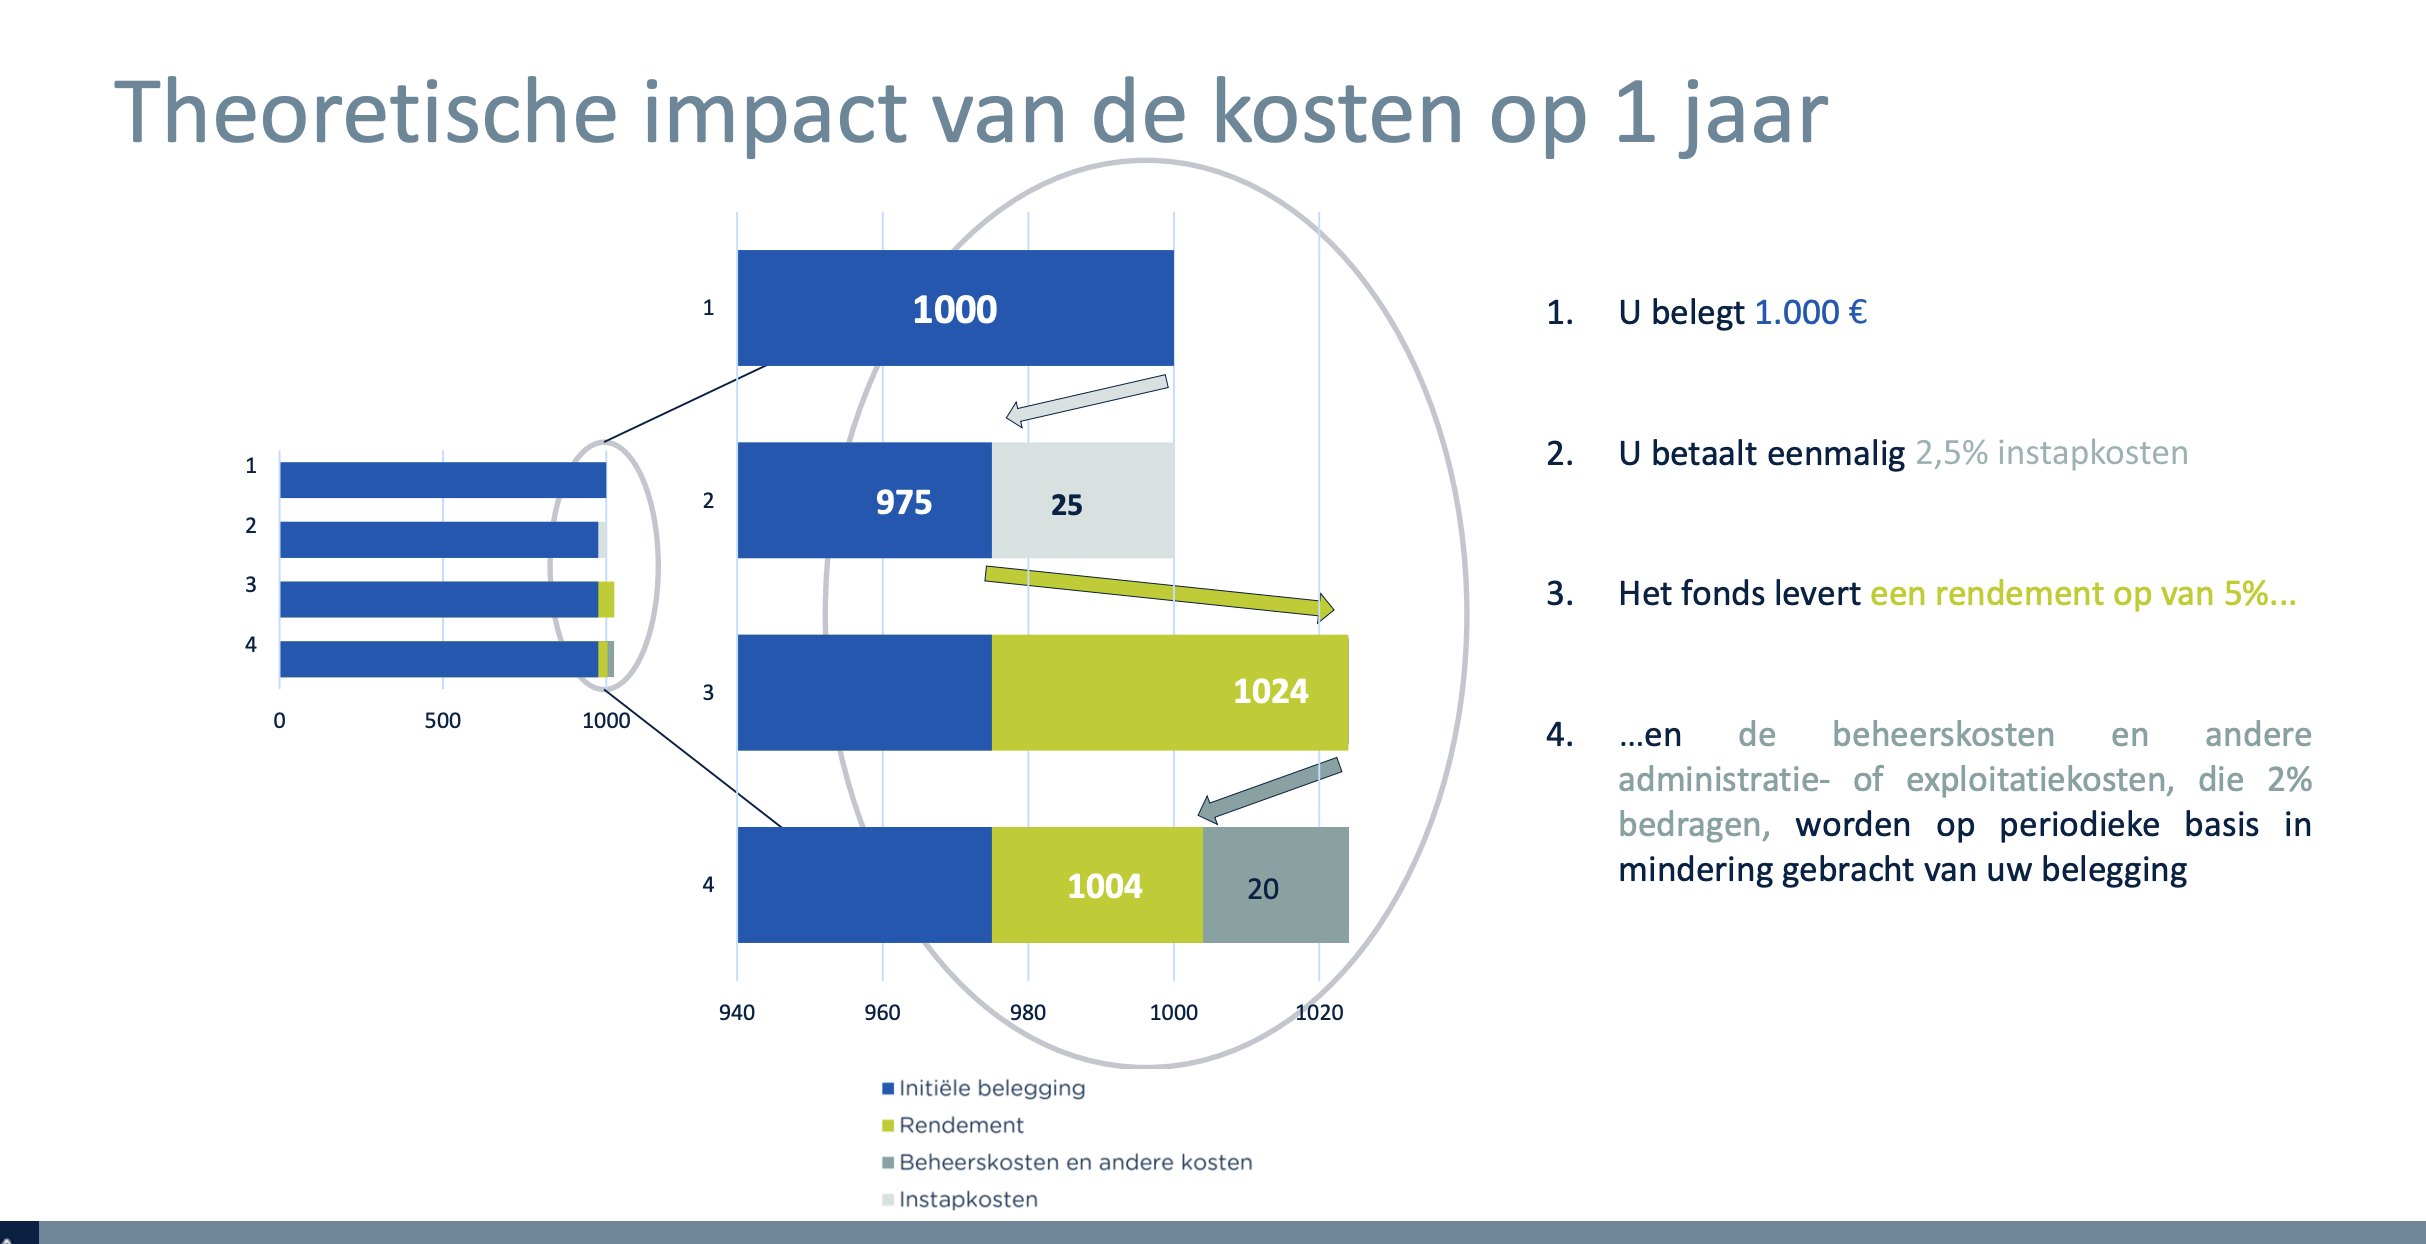 Theoretische impact van de kosten op 1 jaar
1
2
3
4
0 500 1000
1 1000
2 975 25
3 1024
4 1004 20
940 960 980 1000 1020
Initiële belegging
Rendement
Beheerskosten en andere kosten
Instapkosten
1. U belegt 1.000 €
2. U betaalt eenmalig 2,5% instapkosten
3. Het fonds levert een rendement op van 5%...
4. ...en de beheerskosten en andere
administratie- of exploitatiekosten, die 2%
bedragen, worden op periodieke basis in
mindering gebracht van uw belegging